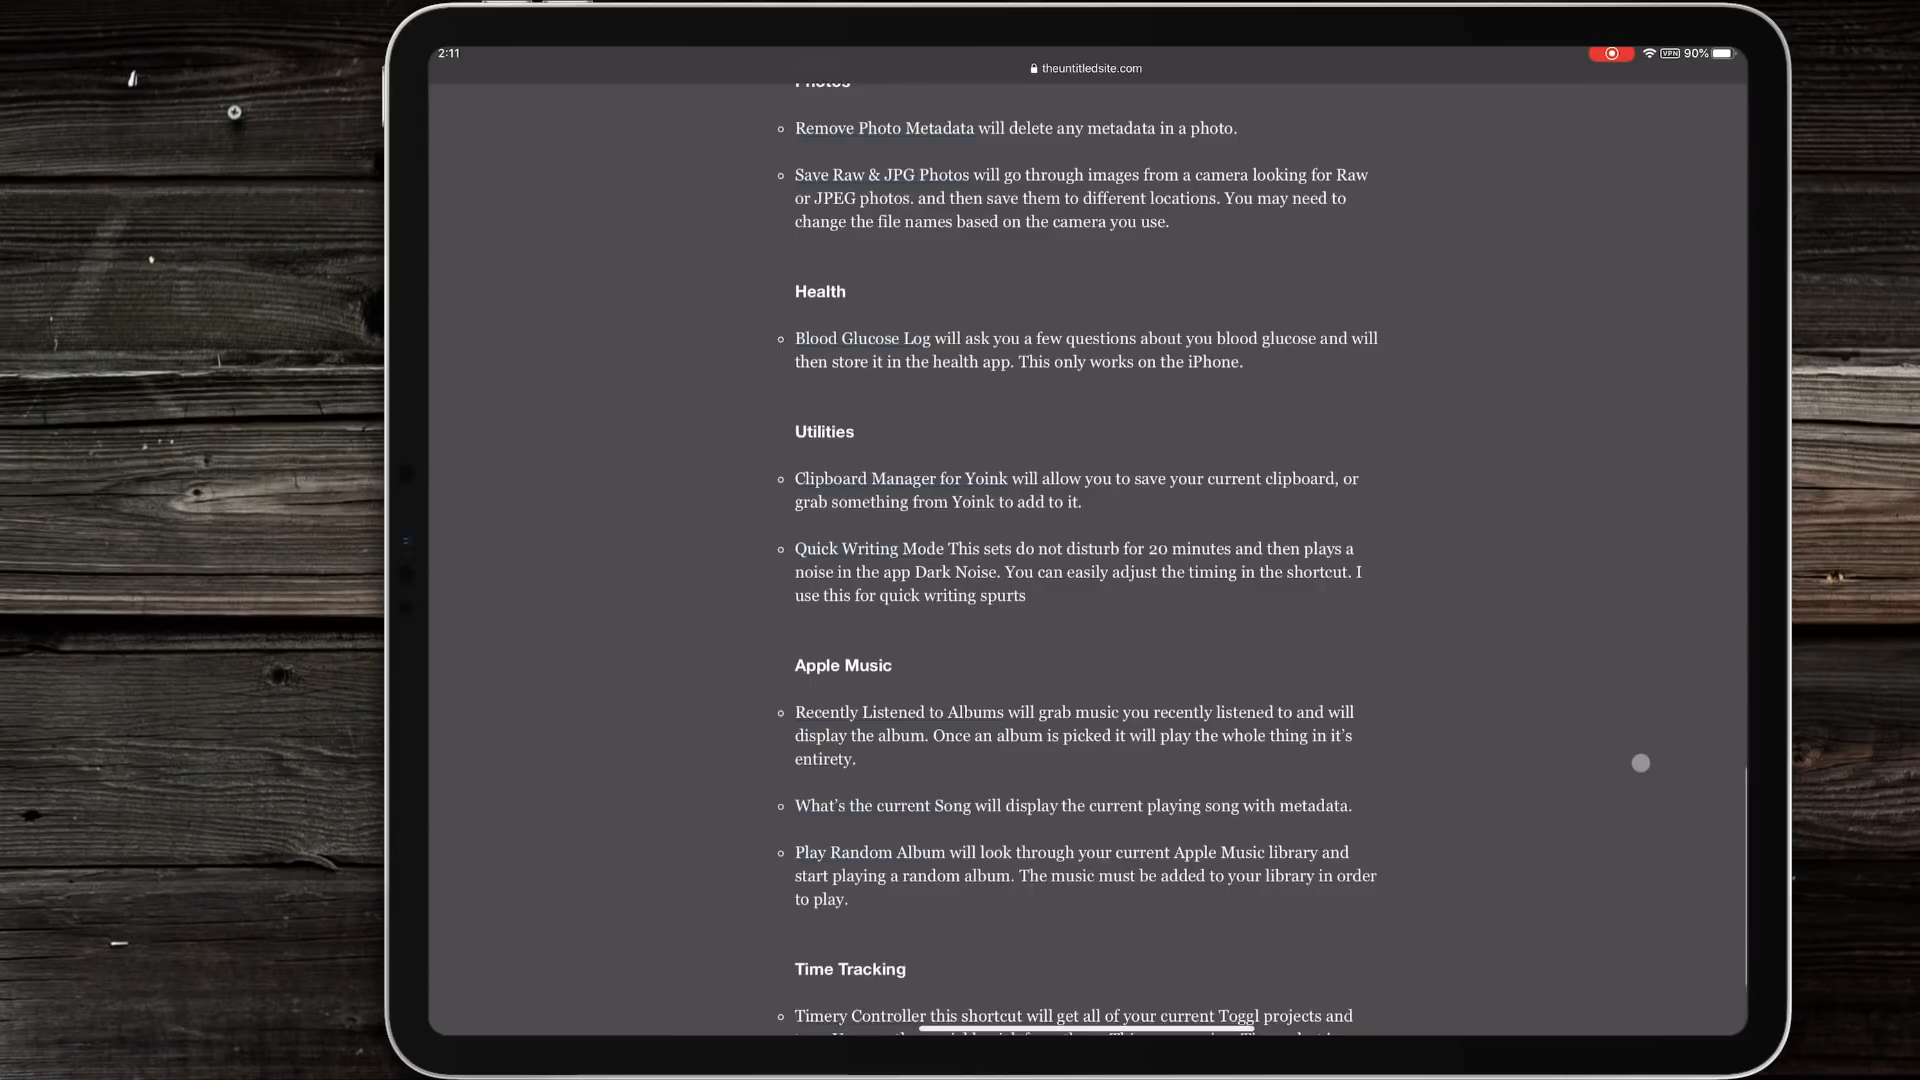 2:11
VPN 90%
theuntitledsite.com
Photos
Remove Photo Metadata will delete any metadata in a photo.
Save Raw & JPG Photos will go through images from a camera looking for Raw
or JPEG photos. and then save them to different locations. You may need to
change the file names based on the camera you use.
Health
Blood Glucose Log will ask you a few questions about you blood glucose and will
then store it in the health app. This only works on the iPhone.
Utilities
Clipboard Manager for Yoink will allow you to save your current clipboard, or
grab something from Yoink to add to it.
Quick Writing Mode This sets do not disturb for 20 minutes and then plays a
noise in the app Dark Noise. You can easily adjust the timing in the shortcut. I
use this for quick writing spurts
Apple Music
Recently Listened to Albums will grab music you recently listened to and will
display the album. Once an album is picked it will play the whole thing in it’s
entirety.
What’s the current Song will display the current playing song with metadata.
Play Random Album will look through your current Apple Music library and
start playing a random album. The music must be added to your library in order
to play.
Time Tracking
Timery Controller this shortcut will get all of your current Toggl projects and